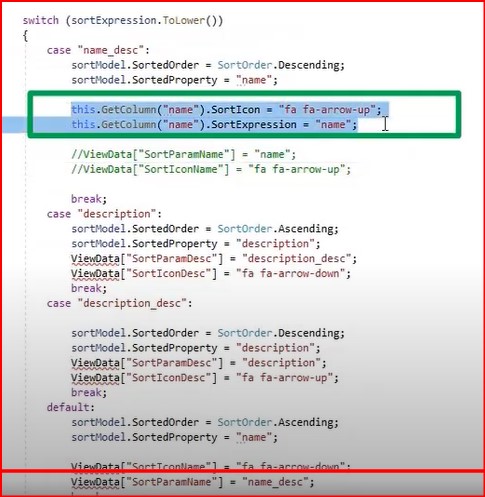 switch (sortExpression.ToLower())
{
case "name_desc":
sortModel.SortedOrder = SortOrder.Descending;
sortModel.SortedProperty = "name";
this.GetColumn("name").SortIcon = "fa fa-arrow-up";
this.GetColumn("name").SortExpression = "name";
//ViewData["SortParamName"] = "name";
//ViewData["SortIconName"] = "fa fa-arrow-up";
break;
case "description":
sortModel.SortedOrder = SortOrder.Ascending;
sortModel.SortedProperty = "description";
ViewData["SortParamDesc"] = "description_desc";
ViewData["SortIconDesc"] = "fa fa-arrow-down";
break;
case "description_desc":
sortModel.SortedOrder = SortOrder.Descending;
sortModel.SortedProperty = "description";
ViewData["SortParamDesc"] = "description";
ViewData["SortIconDesc"] = "fa fa-arrow-up";
break;
default:
sortModel.SortedOrder = SortOrder.Ascending;
sortModel.SortedProperty = "name";
ViewData["SortIconName"] = "fa fa-arrow-down";
ViewData["SortParamName"] = "name_desc";